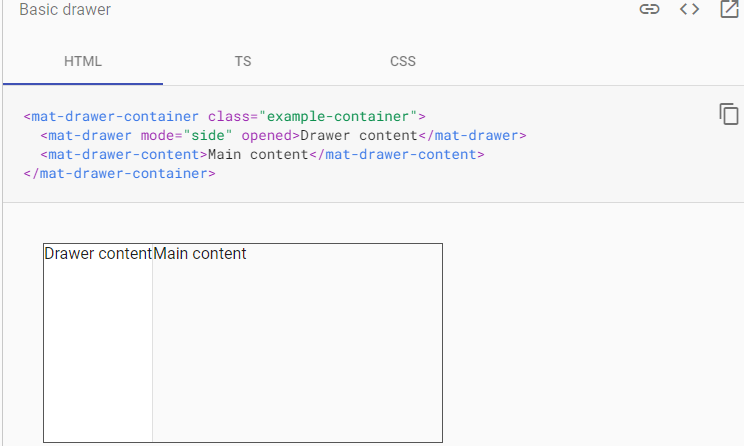 Basic drawer
HTML TS CSS
<mat-drawer-container class="example-container">
<mat-drawer mode="side" opened>Drawer content</mat-drawer>
<mat-drawer-content>Main content</mat-drawer-content>
</mat-drawer-container>
Drawer content Main content